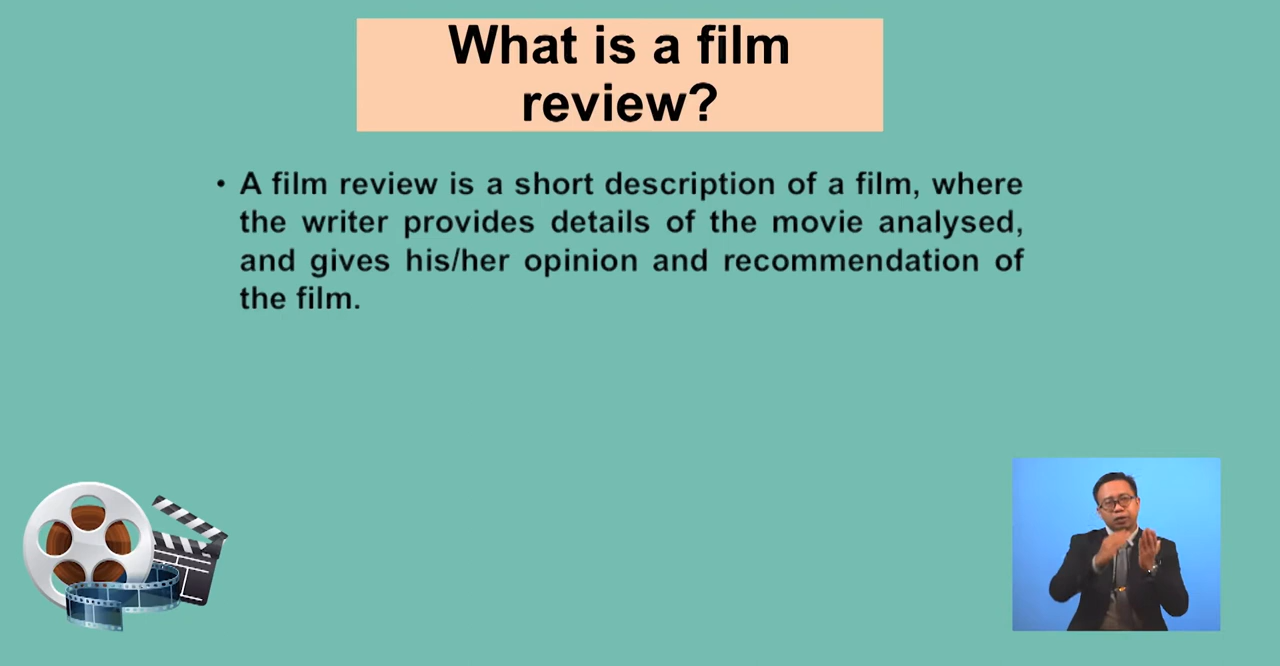 What is a film
review?
• A film review is a short description of a film, where
the writer provides details of the movie analysed,
and gives his/her opinion and recommendation of
the film.